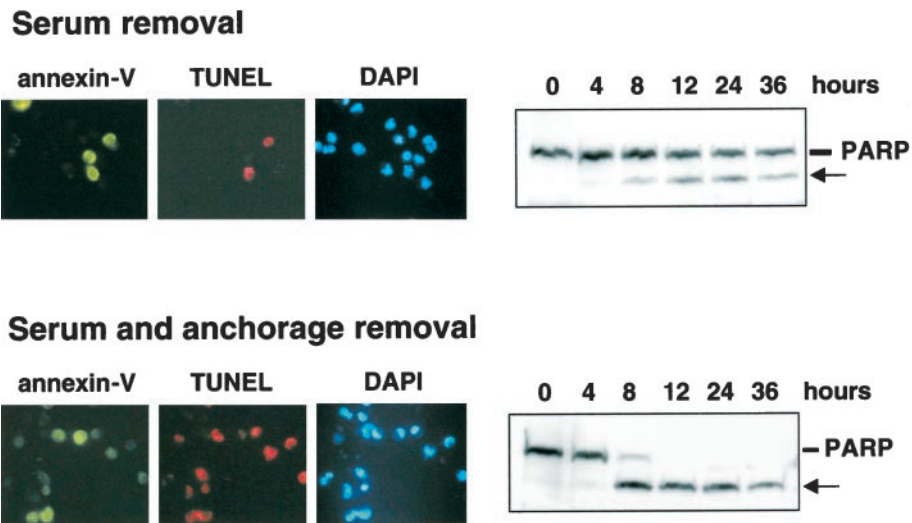 Serum removal
annexin-V TUNEL DAPI
0 4 8 12 24 36 hours
PARP
Serum and anchorage removal
annexin-V TUNEL DAPI
0 4 8 12 24 36 hours
PARP